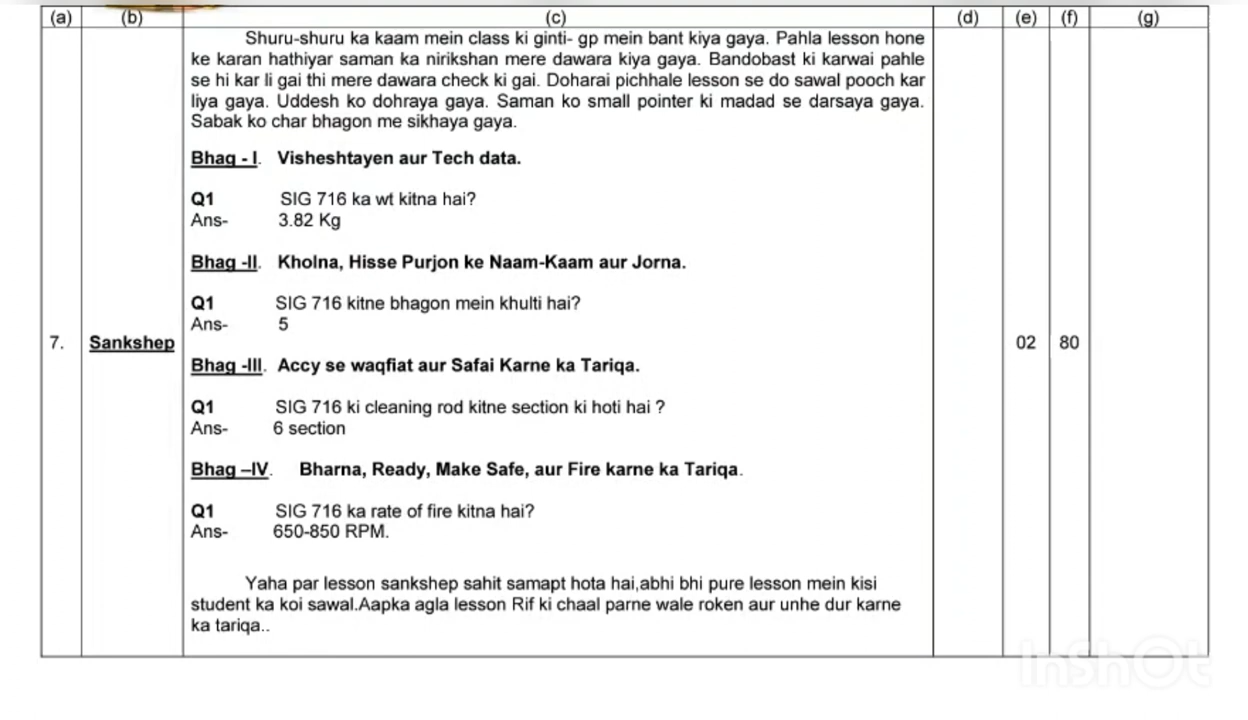 (a) (b) (c) (d) (e) (f) (g)
Shuru-shuru ka kaam mein class ki ginti- gp mein bant kiya gaya. Pahla lesson hone
ke karan hathiyar saman ka nirikshan mere dawara kiya gaya. Bandobast ki karwai pahle
se hi kar li gai thi mere dawara check ki gai. Doharai pichhale lesson se do sawal pooch kar
liya gaya. Uddesh ko dohraya gaya. Saman ko small pointer ki madad se darsaya gaya.
Sabak ko char bhagon me sikhaya gaya.
Bhag - I. Visheshtayen aur Tech data.
Q1 SIG 716 ka wt kitna hai?
Ans- 3.82 Kg
Bhag -II. Kholna, Hisse Purjon ke Naam-Kaam aur Jorna.
Q1 SIG 716 kitne bhagon mein khulti hai?
Ans- 5
7. Sankshep 02 80
Bhag -III. Accy se waqfiat aur Safai Karne ka Tariqa.
Q1 SIG 716 ki cleaning rod kitne section ki hoti hai ?
Ans- 6 section
Bhag –IV. Bharna, Ready, Make Safe, aur Fire karne ka Tariqa.
Q1 SIG 716 ka rate of fire kitna hai?
Ans- 650-850 RPM.
Yaha par lesson sankshep sahit samapt hota hai,abhi bhi pure lesson mein kisi
student ka koi sawal.Aapka agla lesson Rif ki chaal parne wale roken aur unhe dur karne
ka tariqa..
InShOt